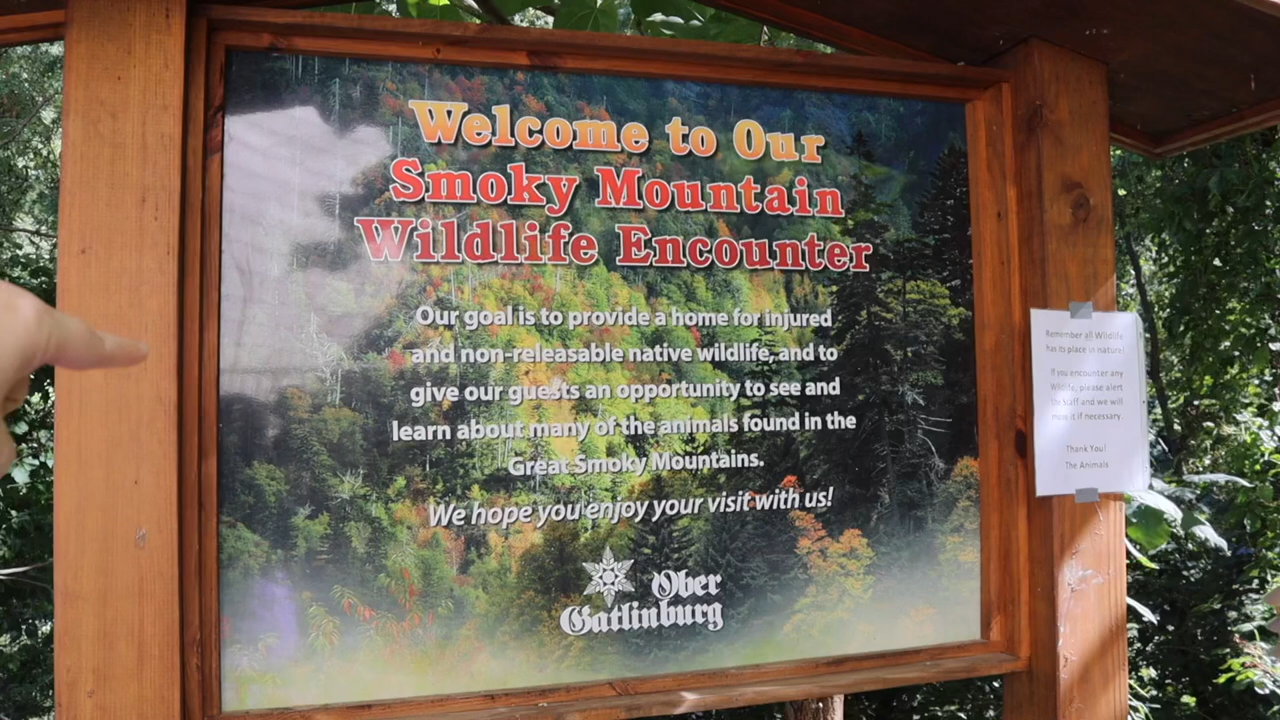 Welcome to Our
Smoky Mountain
Wildlife Encounter
Our goal is to provide a home for injured
and non-releasable native wildlife, and to
give our guests an opportunity to see and
learn about many of the animals found in the
Great Smoky Mountains.
We hope you enjoy your visit with us!
Ober
Gatlinburg
Remember all Wildlife
has its place in nature!
If you encounter any
Wildlife, please alert
the Staff and we will
move it if necessary.
Thank You!
The Animals